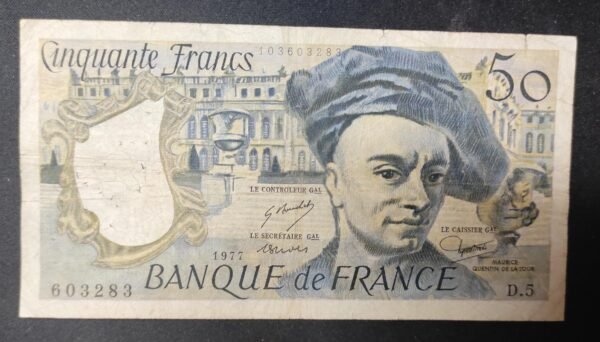 Cinquante Francs
103603283
50
LE CONTROLEUR GAL
LE SECRÉTAIRE GAL
LE CAISSIER GAL
1977
MAURICE
QUENTIN DE LA TOUR
BANQUE de FRANCE
603283
D.5